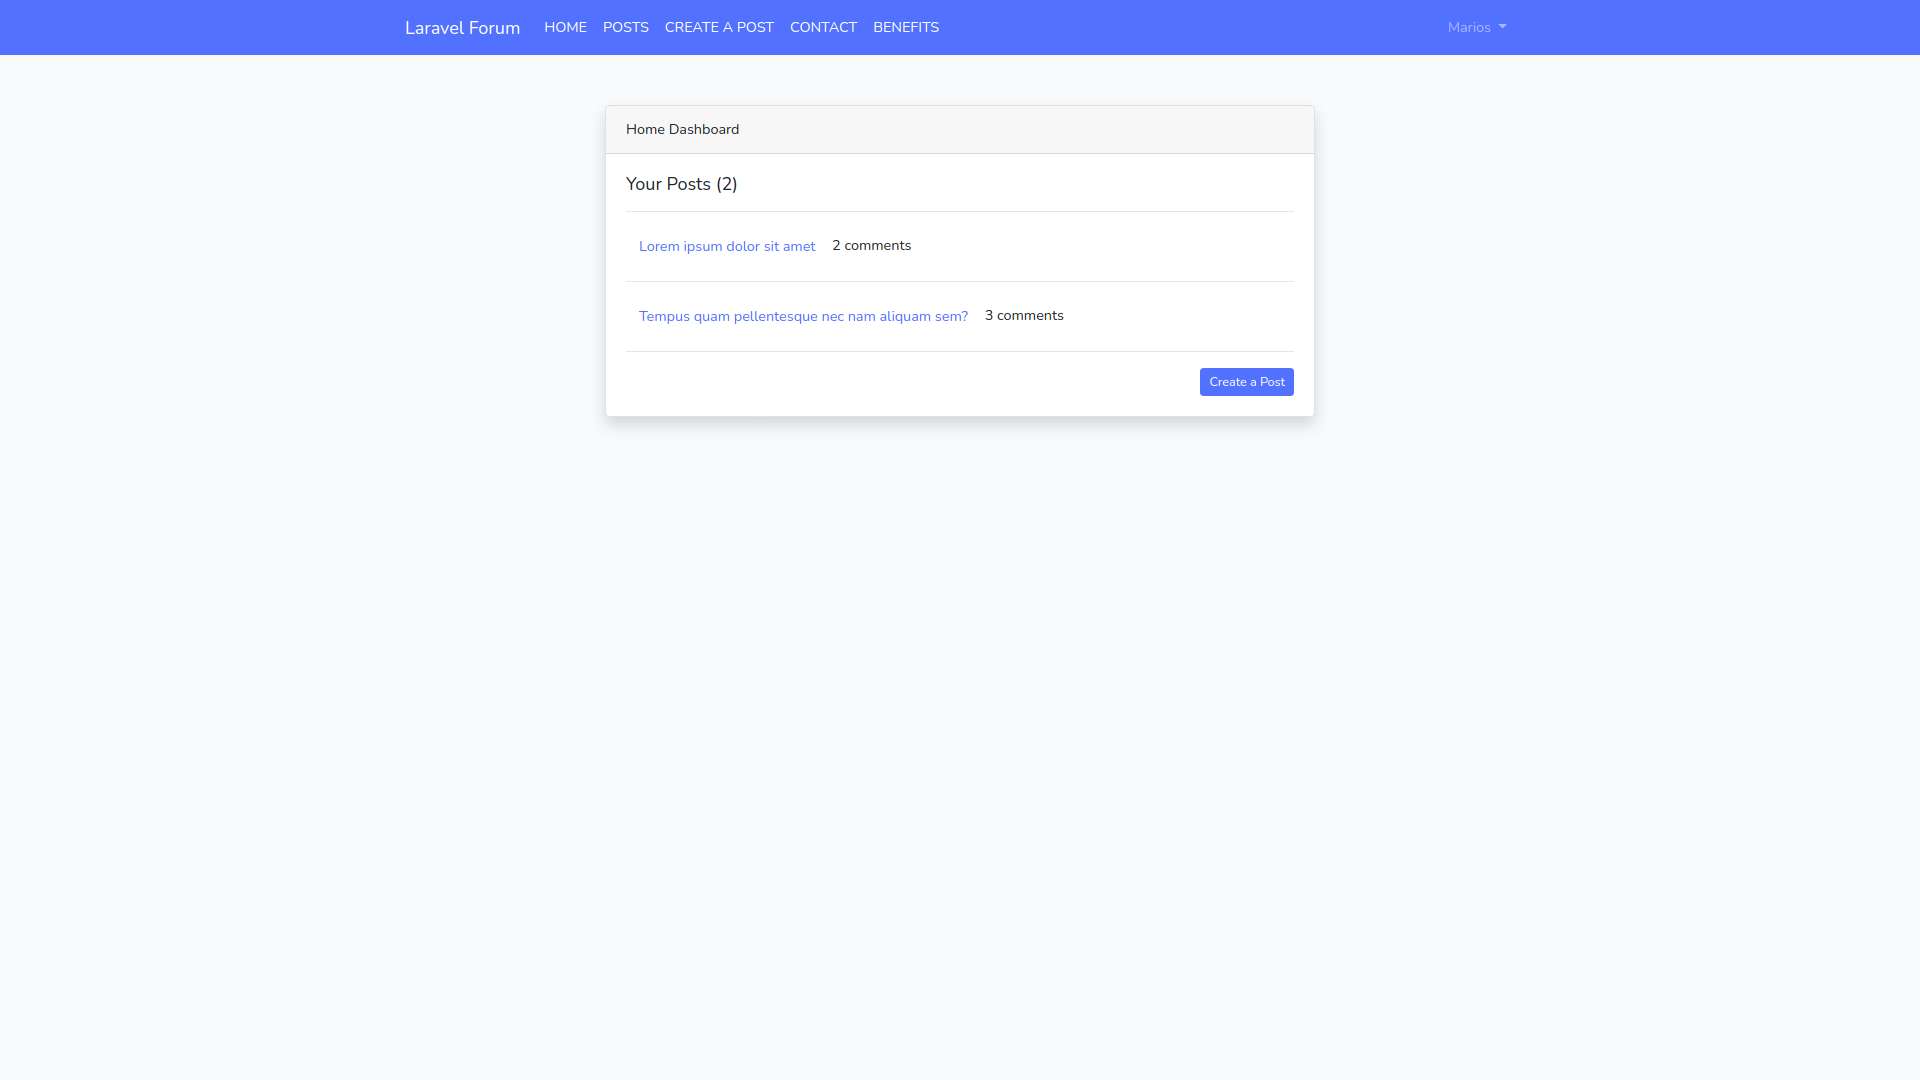 Laravel Forum HOME POSTS CREATE A POST CONTACT BENEFITS Marios
Home Dashboard
Your Posts (2)
Lorem ipsum dolor sit amet 2 comments
Tempus quam pellentesque nec nam aliquam sem? 3 comments
Create a Post